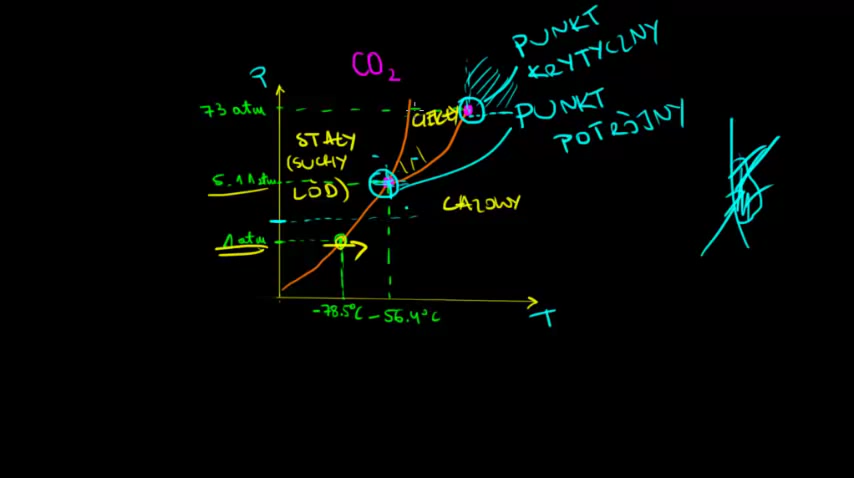 PUNKT
KRYTYCZNY
CO2
P
73 atm
CIEKŁY
PUNKT
POTRÓJNY
STAŁY
(SUCHY
LÓD)
5.11 atm
GAZOWY
1 atm
-78.5°C
-56.4°C
T